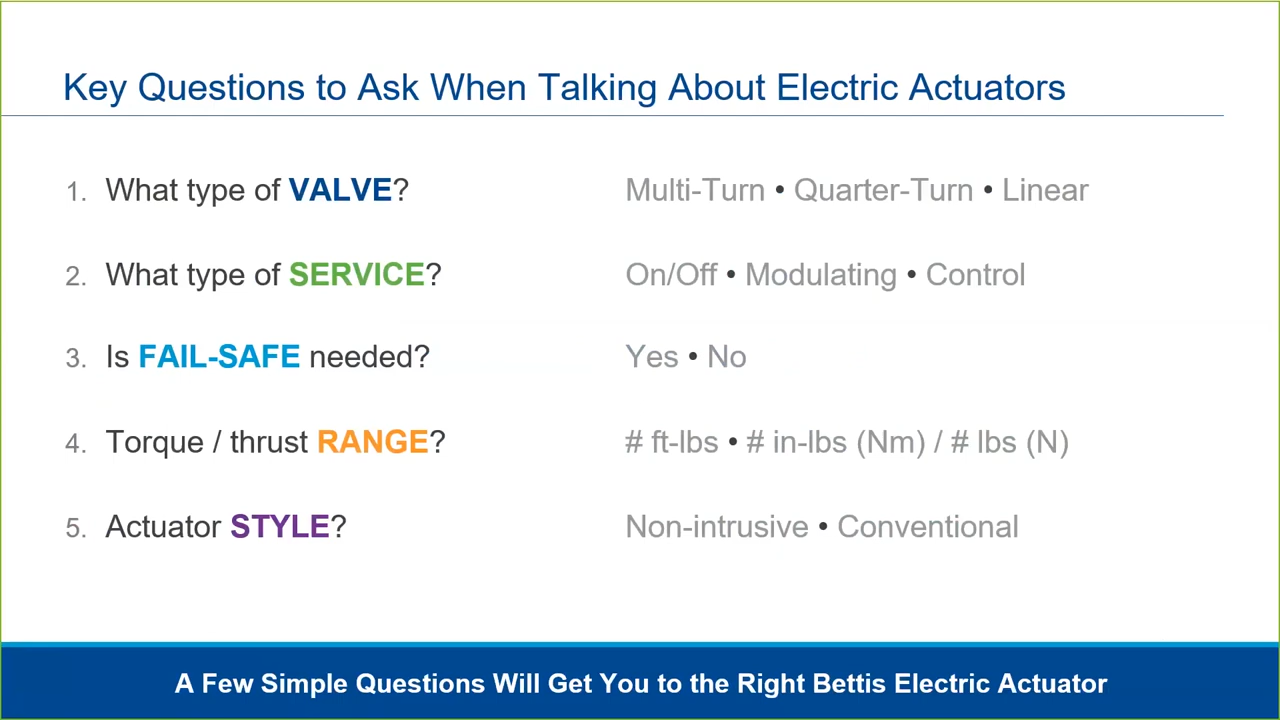 Key Questions to Ask When Talking About Electric Actuators
1. What type of VALVE? Multi-Turn • Quarter-Turn • Linear
2. What type of SERVICE? On/Off • Modulating • Control
3. Is FAIL-SAFE needed? Yes • No
4. Torque / thrust RANGE? # ft-lbs • # in-lbs (Nm) / # lbs (N)
5. Actuator STYLE? Non-intrusive • Conventional
A Few Simple Questions Will Get You to the Right Bettis Electric Actuator